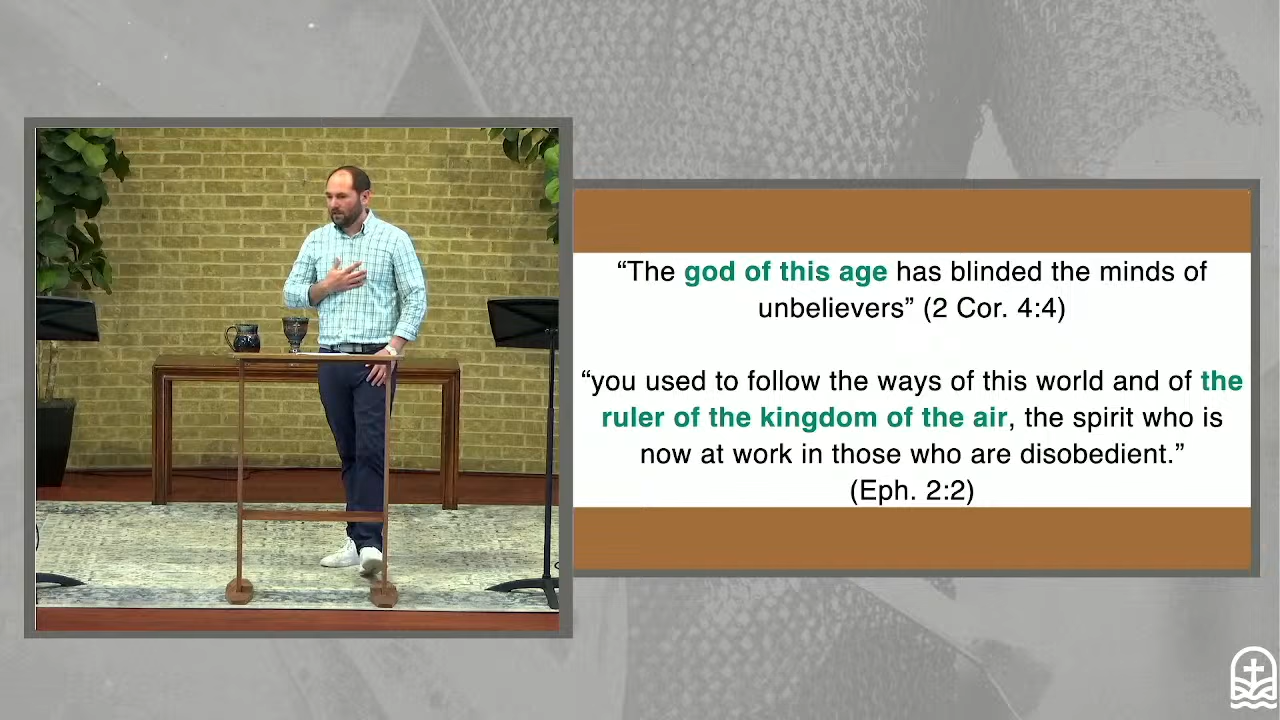 “The god of this age has blinded the minds of
unbelievers” (2 Cor. 4:4)
“you used to follow the ways of this world and of the
ruler of the kingdom of the air, the spirit who is
now at work in those who are disobedient.”
(Eph. 2:2)